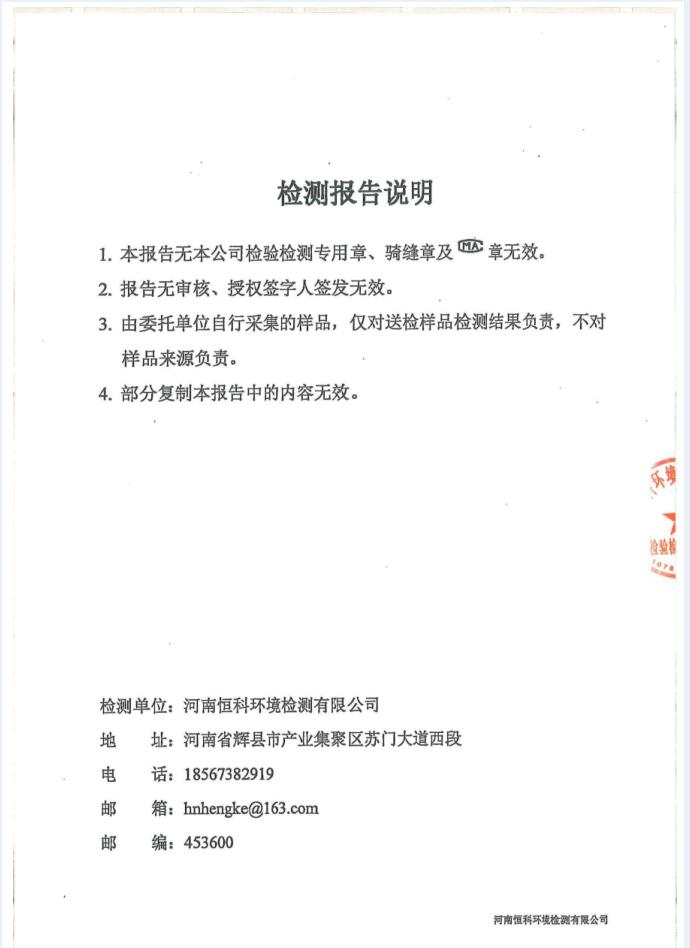 检测报告说明
1. 本报告无本公司检验检测专用章、骑缝章及 MA 章无效。
2. 报告无审核、授权签字人签发无效。
3. 由委托单位自行采集的样品，仅对送检样品检测结果负责，不对
样品来源负责。
4. 部分复制本报告中的内容无效。
环境
检验检
1078
检测单位：河南恒科环境检测有限公司
地 址：河南省辉县市产业集聚区苏门大道西段
电 话：18567382919
邮 箱：hnhengke@163.com
邮 编：453600
河南恒科环境检测有限公司